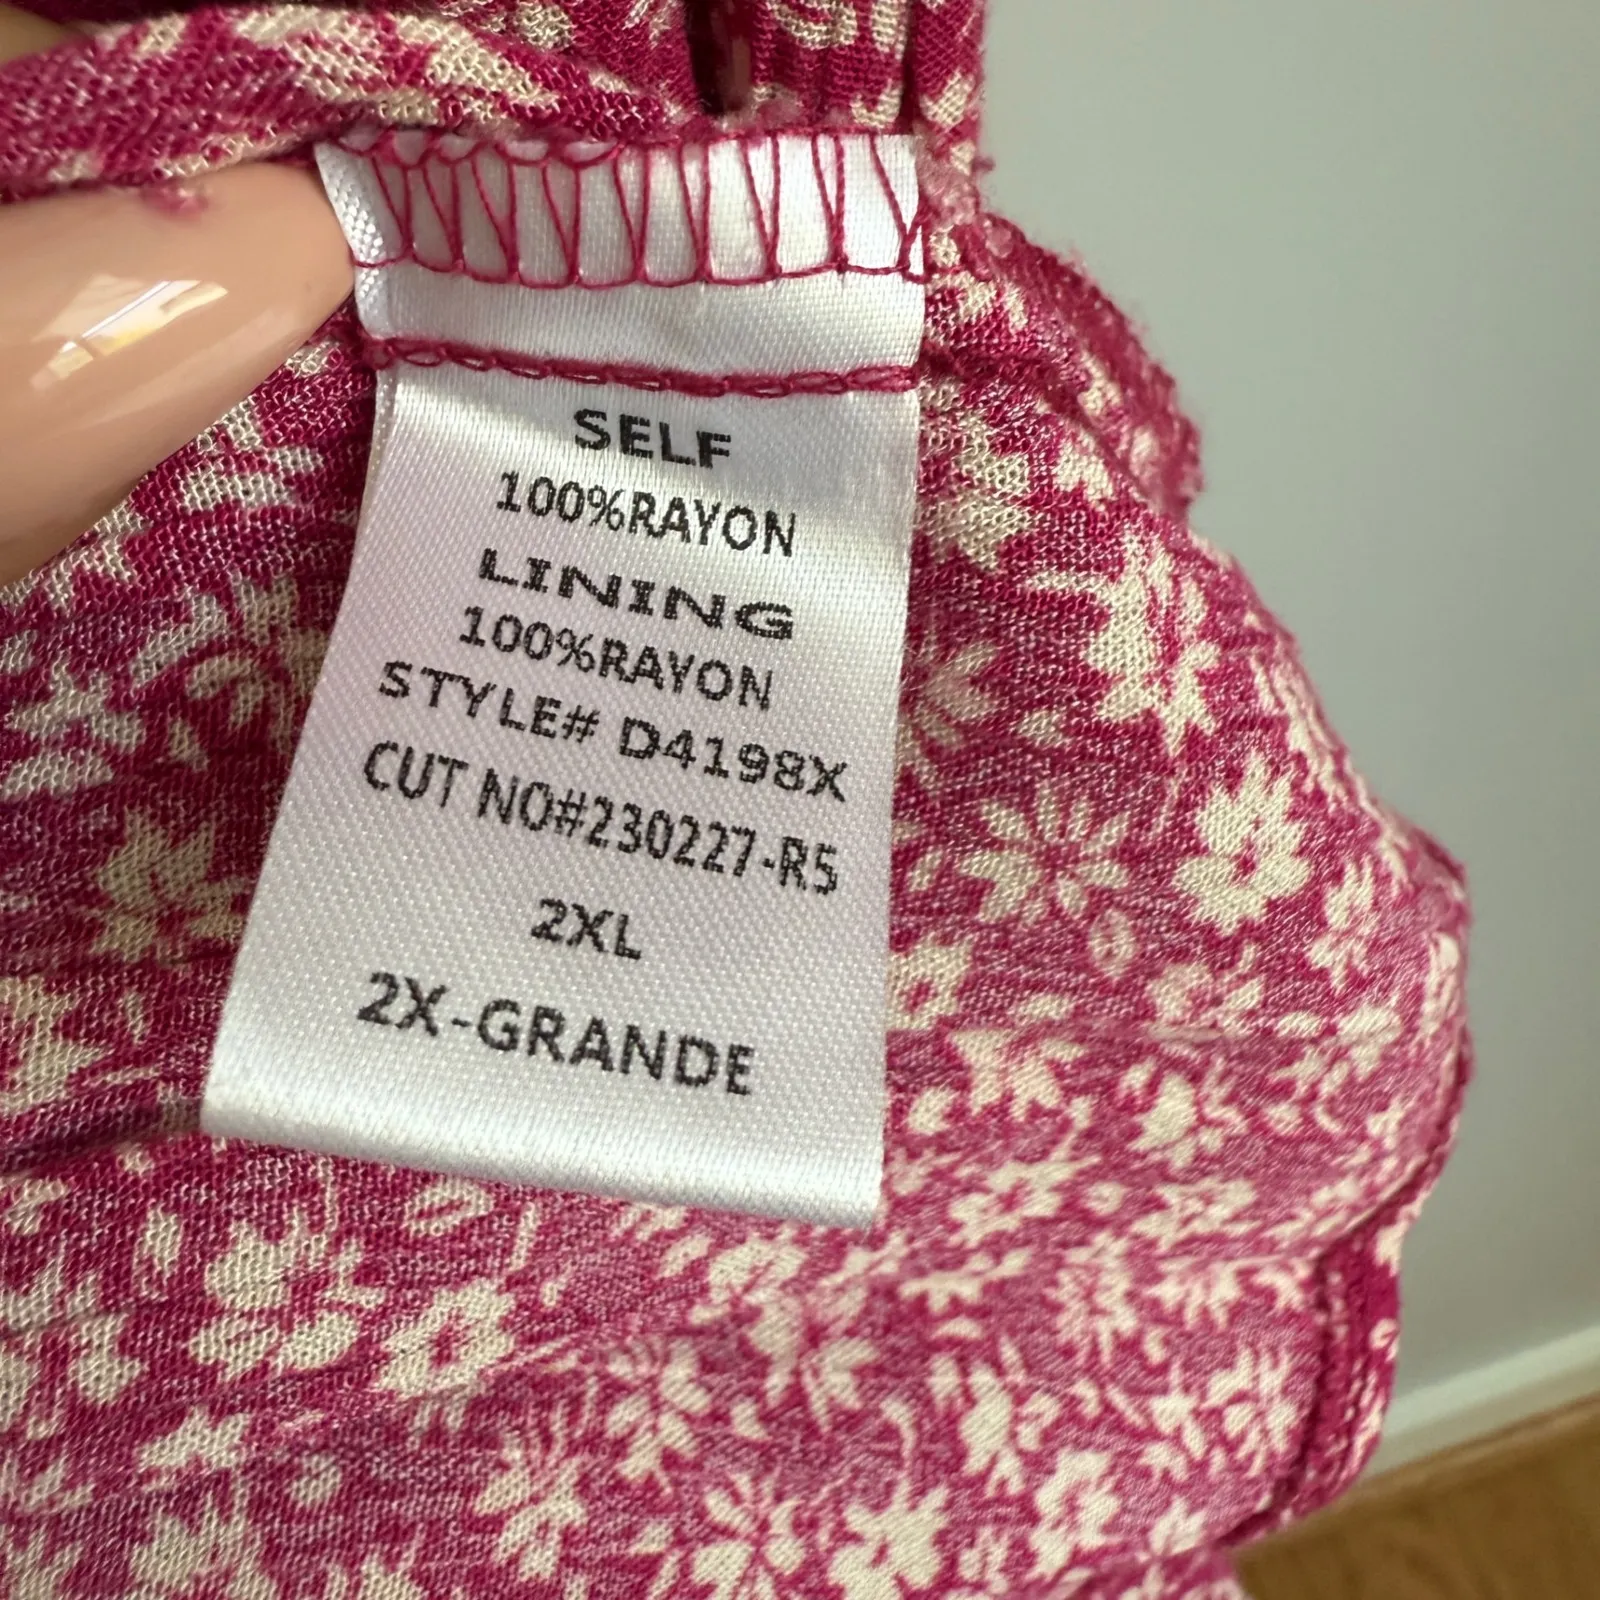 SELF
100%RAYON
LINING
100%RAYON
STYLE# D4198X
CUT NO#230227-R5
2XL
2X-GRANDE